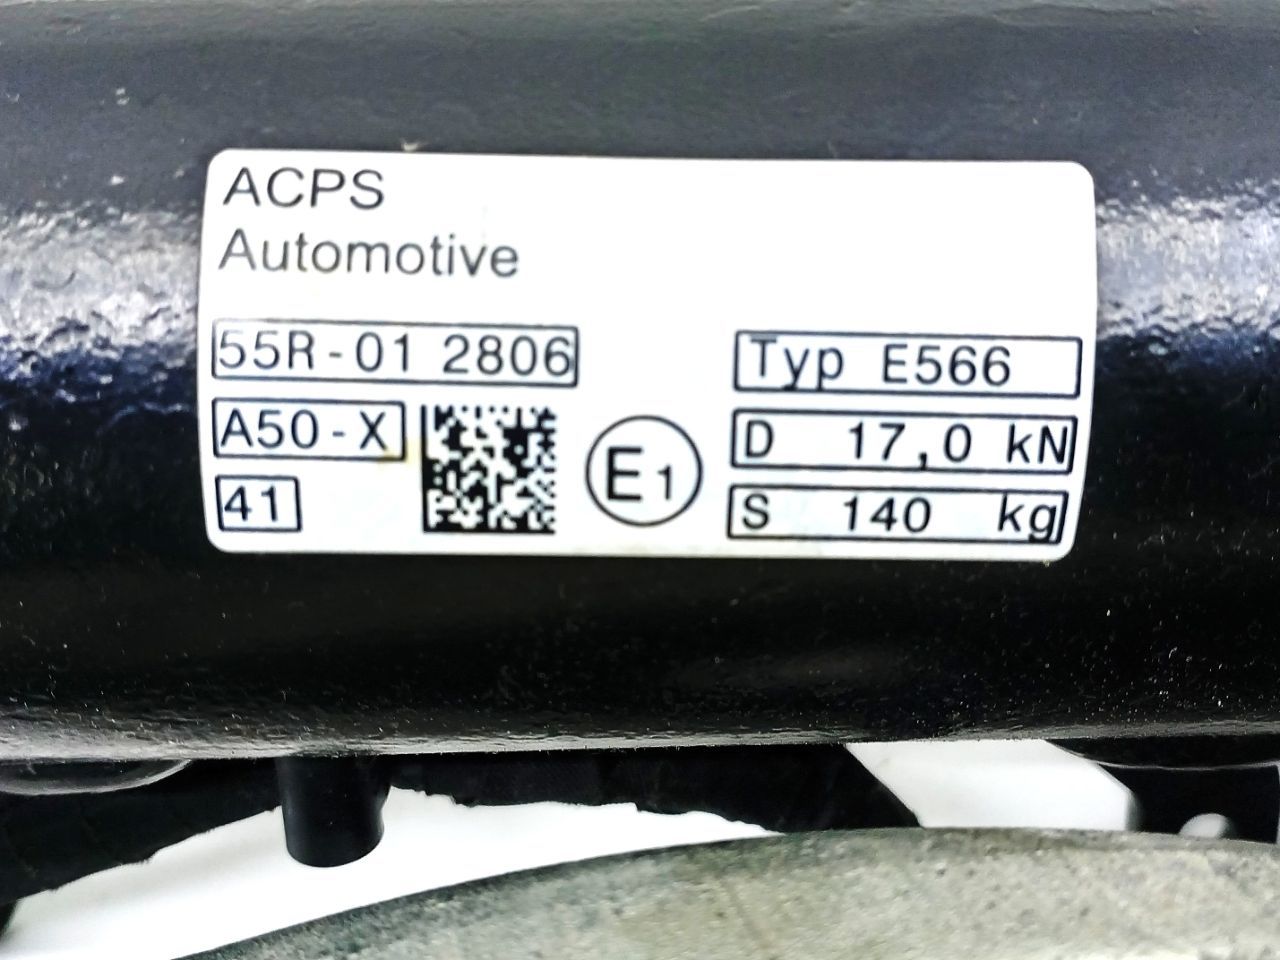 ACPS
Automotive
55R-01 2806
Typ E566
A50-X
E1
D 17,0 kN
41
S 140 kg